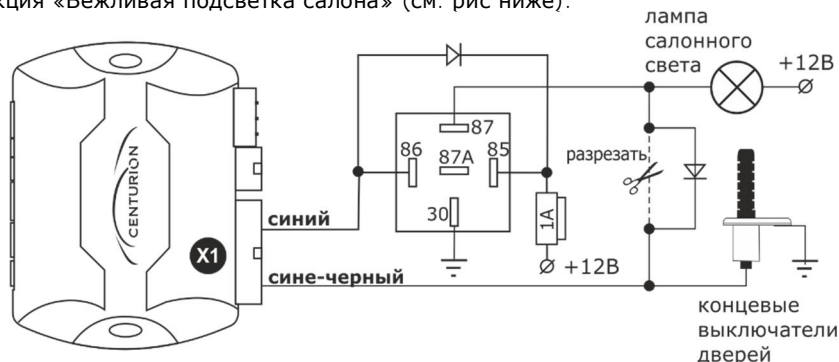 кция «Вежливая подсветка салона» (см. рис ниже).
лампа
салонного
света
+12В
87
86
87А
85
разрезать
30
1А
CENTURION
синий
X1
+12В
сине-черный
концевые
выключатели
дверей